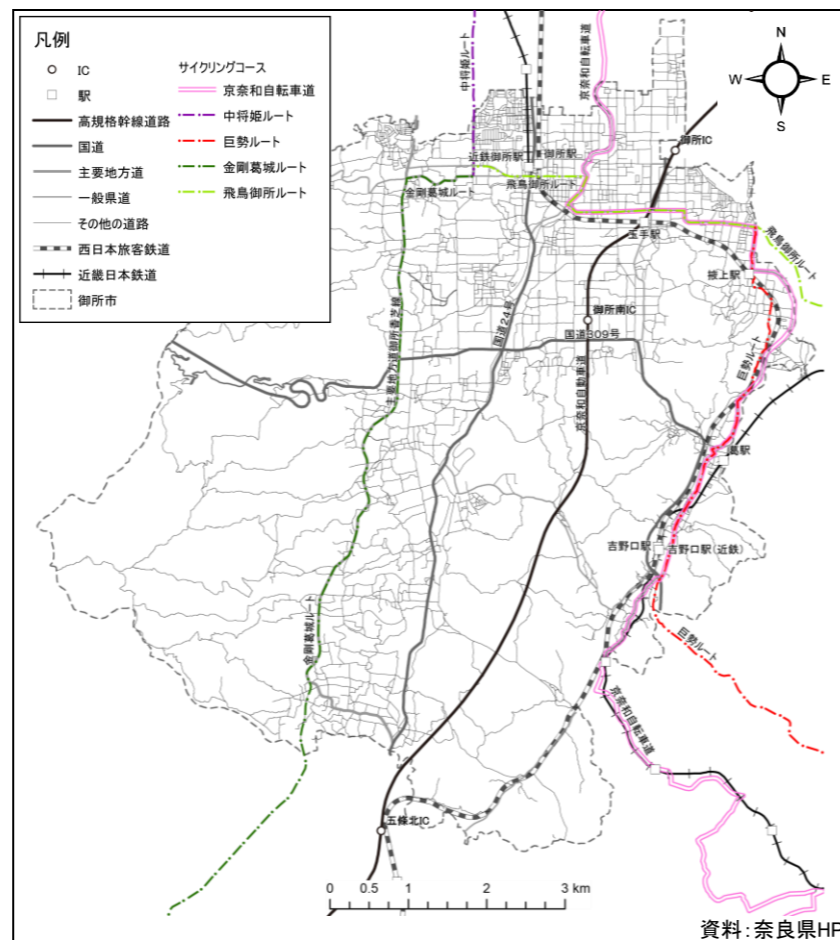 凡例
IC
駅
高規格幹線道路
国道
主要地方道
一般県道
その他の道路
西日本旅客鉄道
近畿日本鉄道
御所市
サイクリングコース
京奈和自転車道
中将姫ルート
巨勢ルート
金剛葛城ルート
飛鳥御所ルート
N
W
E
S
中将姫ルート
京奈和自転車道
近鉄御所駅
御所駅
御所IC
金剛葛城ルート
飛鳥御所ルート
玉手駅
飛鳥御所ルート
掖上駅
御所南IC
国道24号
国道309号
主要地方道御所香芝線
京奈和自動車道
巨勢ルート
葛駅
吉野口駅
吉野口駅(近鉄)
金剛葛城ルート
巨勢ルート
京奈和自転車道
五條北IC
0 0.5 1 2 3 km
資料:奈良県HP